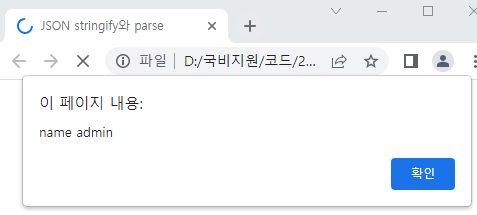 JSON stringify와 parse
파일 D:/국비지원/코드/2...
이 페이지 내용:
name admin
확인